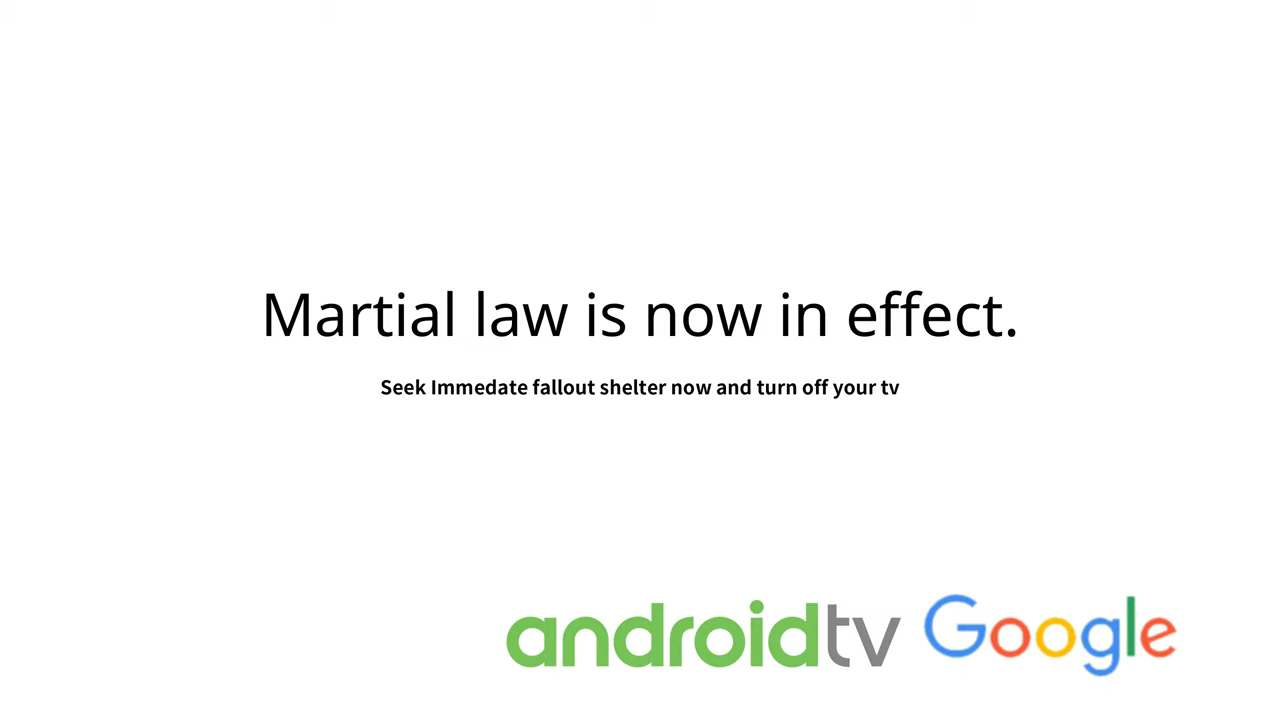 Martial law is now in effect.
Seek Immedate fallout shelter now and turn off your tv
androidtv Google